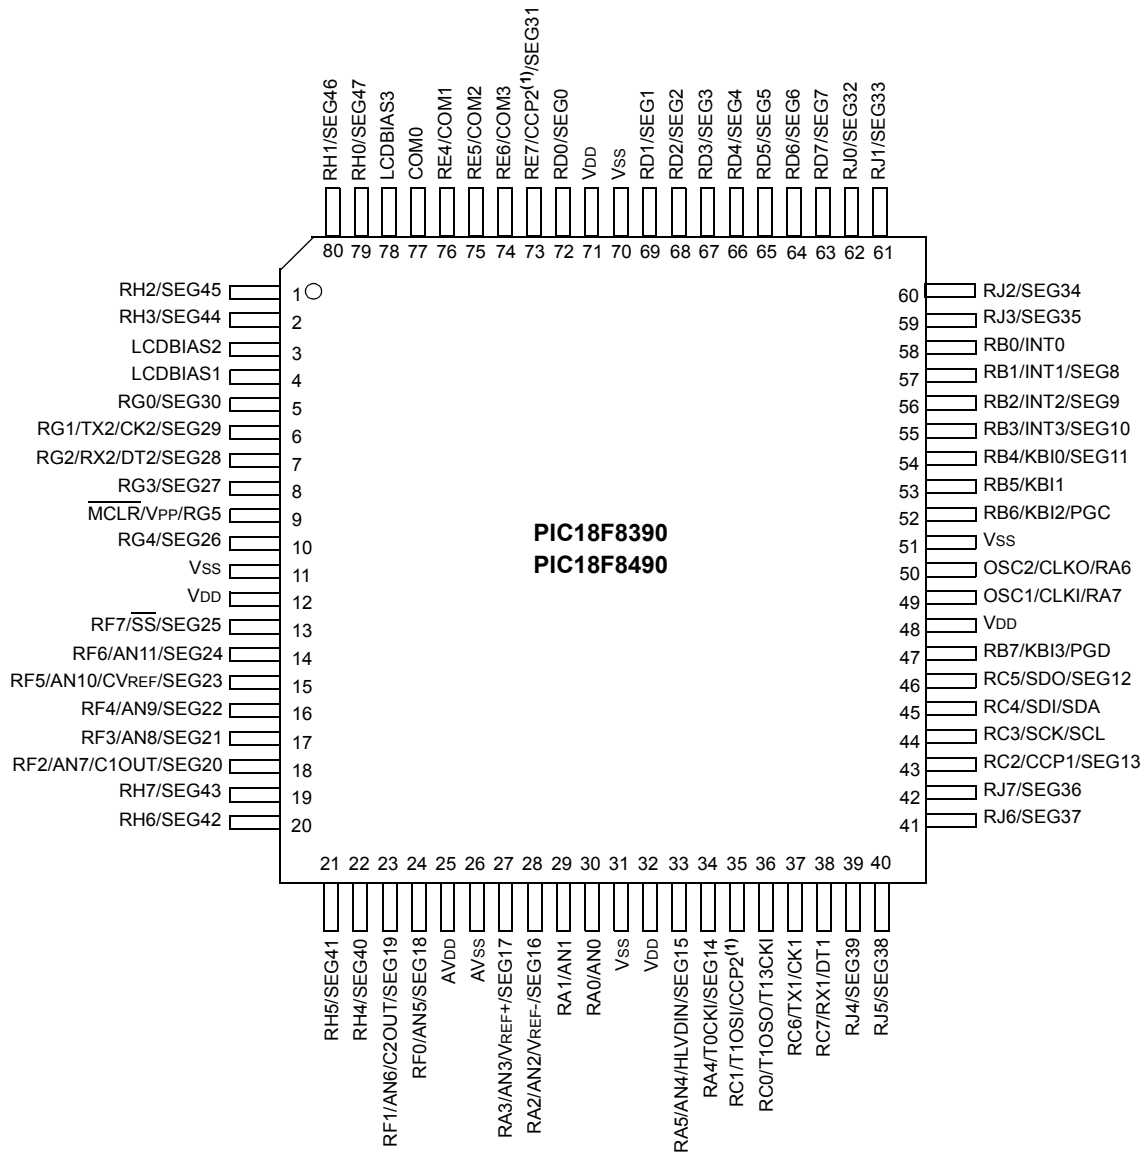 RH1/SEG46
RH0/SEG47
LCDBIAS3
COM0
RE4/COM1
RE5/COM2
RE6/COM3
RE7/CCP2(1)/SEG31
RD0/SEG0
VDD
VSS
RD1/SEG1
RD2/SEG2
RD3/SEG3
RD4/SEG4
RD5/SEG5
RD6/SEG6
RD7/SEG7
RJ0/SEG32
RJ1/SEG33
80 79 78 77 76 75 74 73 72 71 70 69 68 67 66 65 64 63 62 61
RH2/SEG45 1
RH3/SEG44 2
LCDBIAS2 3
LCDBIAS1 4
RG0/SEG30 5
RG1/TX2/CK2/SEG29 6
RG2/RX2/DT2/SEG28 7
RG3/SEG27 8
MCLR/VPP/RG5 9
RG4/SEG26 10
VSS 11
VDD 12
RF7/SS/SEG25 13
RF6/AN11/SEG24 14
RF5/AN10/CVREF/SEG23 15
RF4/AN9/SEG22 16
RF3/AN8/SEG21 17
RF2/AN7/C1OUT/SEG20 18
RH7/SEG43 19
RH6/SEG42 20
PIC18F8390
PIC18F8490
60 RJ2/SEG34
59 RJ3/SEG35
58 RB0/INT0
57 RB1/INT1/SEG8
56 RB2/INT2/SEG9
55 RB3/INT3/SEG10
54 RB4/KBI0/SEG11
53 RB5/KBI1
52 RB6/KBI2/PGC
51 VSS
50 OSC2/CLKO/RA6
49 OSC1/CLKI/RA7
48 VDD
47 RB7/KBI3/PGD
46 RC5/SDO/SEG12
45 RC4/SDI/SDA
44 RC3/SCK/SCL
43 RC2/CCP1/SEG13
42 RJ7/SEG36
41 RJ6/SEG37
21 22 23 24 25 26 27 28 29 30 31 32 33 34 35 36 37 38 39 40
RH5/SEG41
RH4/SEG40
RF1/AN6/C2OUT/SEG19
RF0/AN5/SEG18
AVDD
AVSS
RA3/AN3/VREF+/SEG17
RA2/AN2/VREF-/SEG16
RA1/AN1
RA0/AN0
VSS
VDD
RA5/AN4/HLVDIN/SEG15
RA4/T0CKI/SEG14
RC1/T1OSI/CCP2(1)
RC0/T1OSO/T13CKI
RC6/TX1/CK1
RC7/RX1/DT1
RJ4/SEG39
RJ5/SEG38